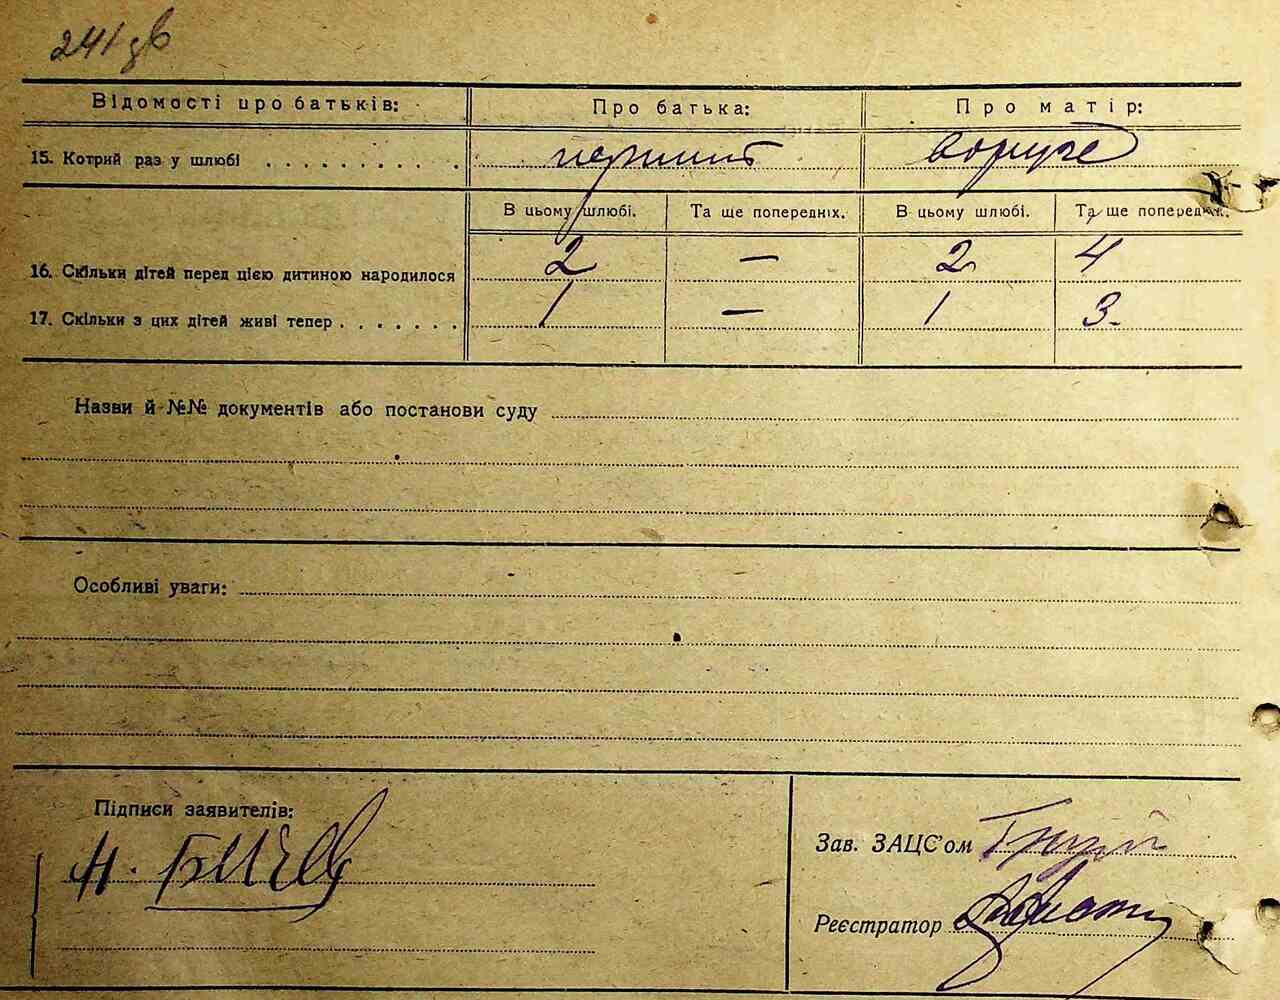 241 зв
Відомості про батьків: Про батька: Про матір:
15. Котрий раз у шлюбі . . . . . . . . . . перший вдруге
В цьому шлюбі. Та ще попередніх. В цьому шлюбі. Та ще попередніх.
16. Скільки дітей перед цією дитиною народилося 2 — 2 4
17. Скільки з цих дітей живі тепер . . . . . . . 1 — 1 3-
Назви й №№ документів або постанови суду
Особливі уваги:
Підписи заявителів:
Зав. ЗАЦС'ом
Реєстратор